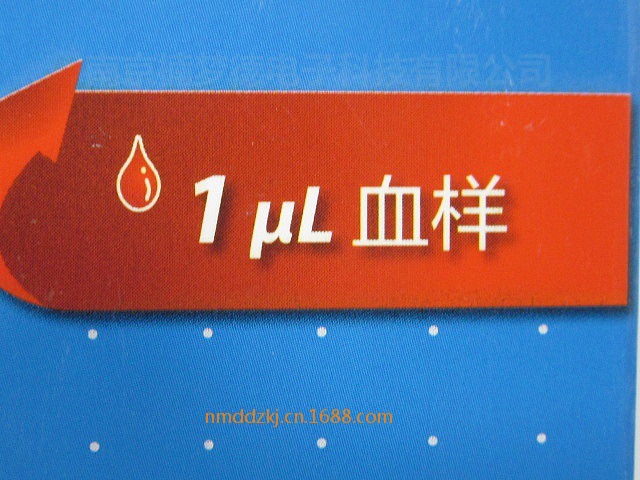 1 μL 血样
nmddzkj.cn.1688.com